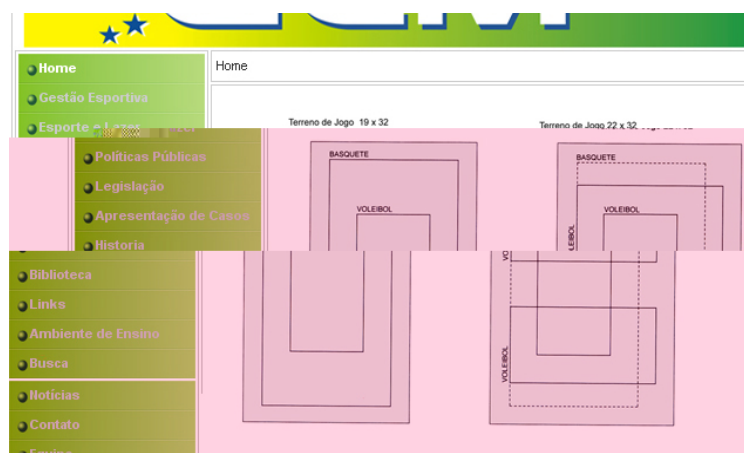 Home
Home
Gestão Esportiva
Esporte e Lazer
Terreno de Jogo 19 x 32
Terreno de Jogo 22 x 32
Políticas Públicas
Legislação
Apresentação de Casos
Historia
BASQUETE
VOLEIBOL
BASQUETE
VOLEIBOL
VOLEIBOL
Biblioteca
Links
Ambiente de Ensino
Busca
VOLEIBOL
Notícias
Contato